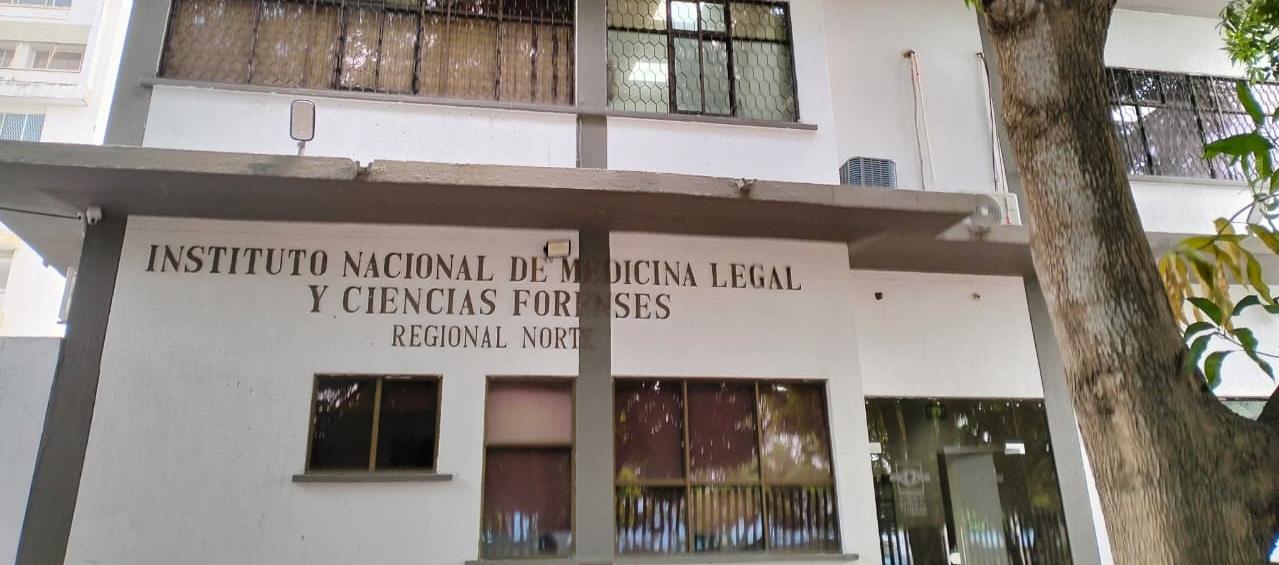 INSTITUTO NACIONAL DE MEDICINA LEGAL
Y CIENCIAS FORENSES
REGIONAL NORTE